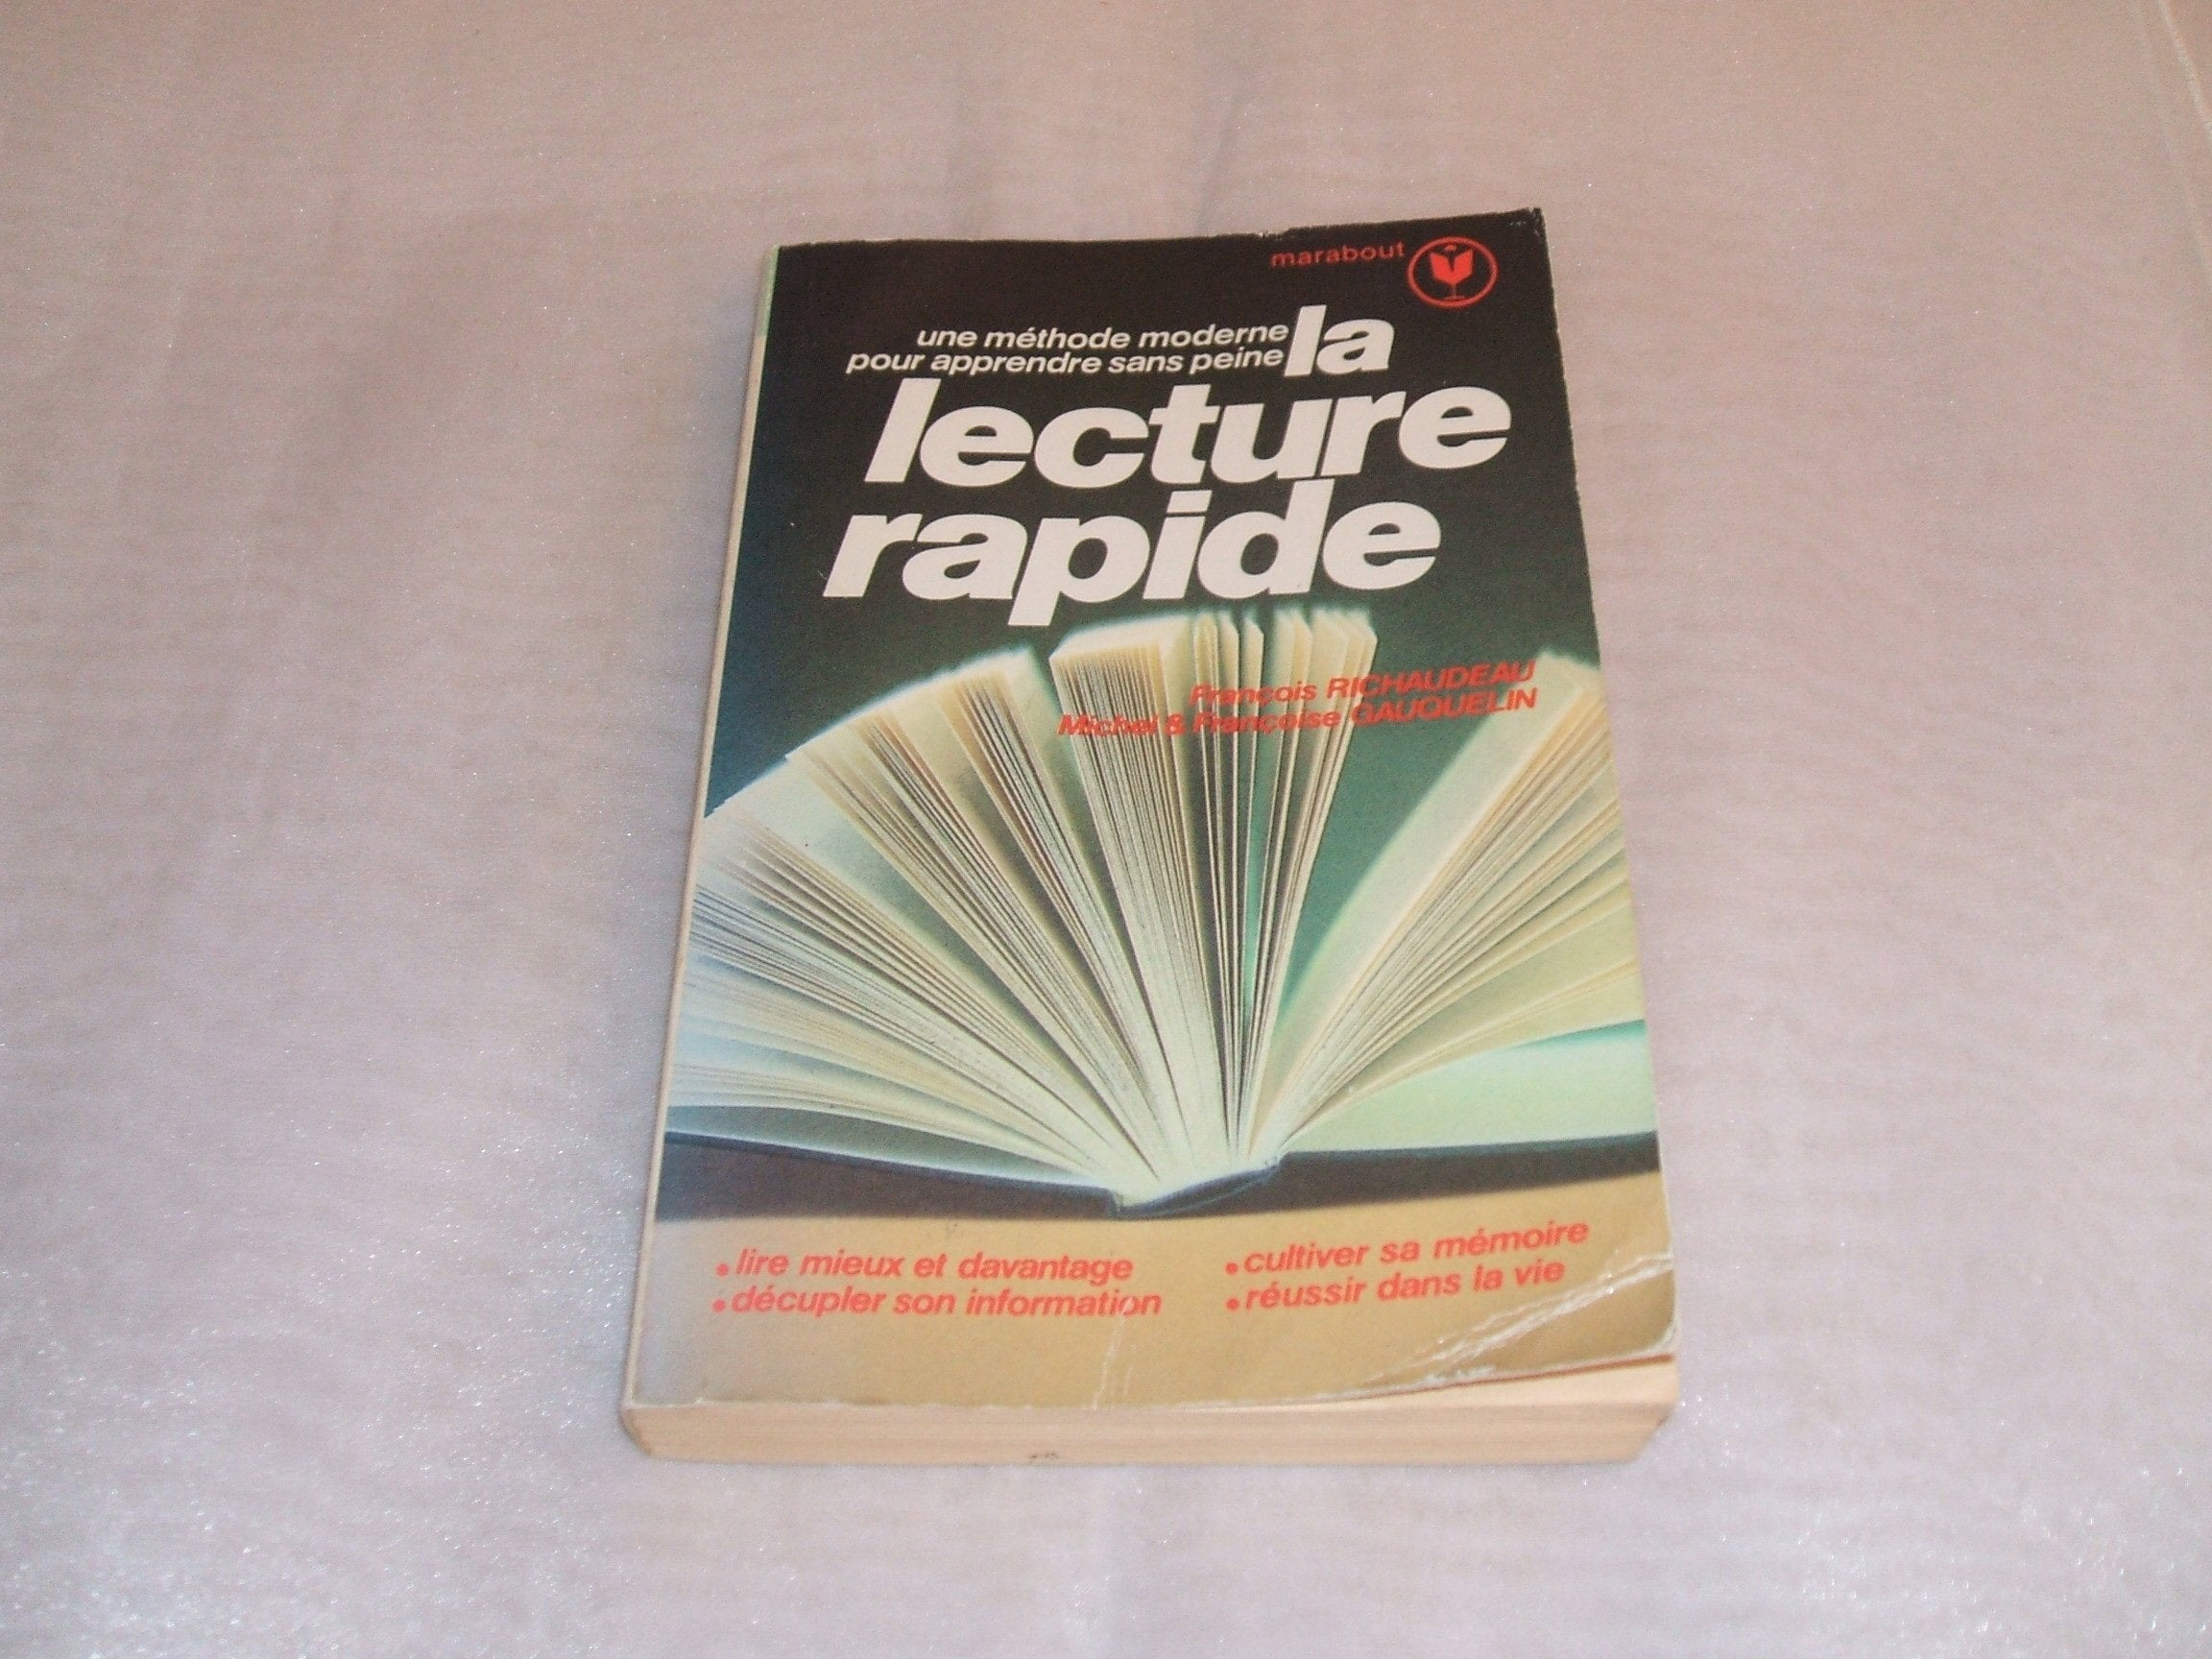 marabout
une méthode moderne
pour apprendre sans peine
la
lecture
rapide
François RICHAUDEAU
Michel & Françoise GAUQUELIN
• lire mieux et davantage
• décupler son information
• cultiver sa mémoire
• réussir dans la vie